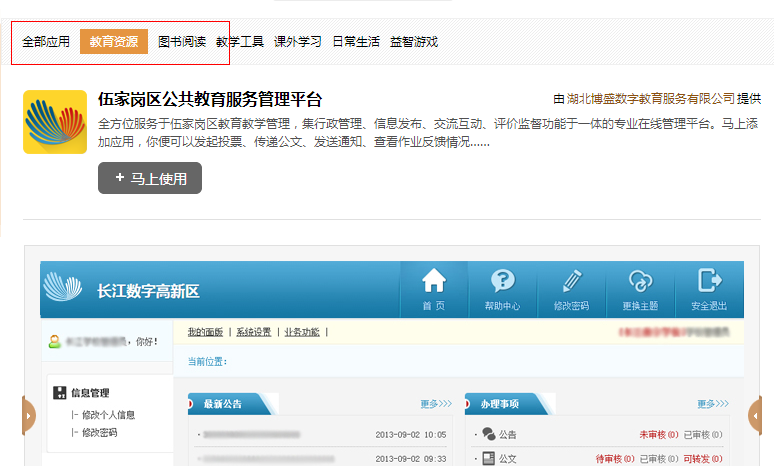 全部应用 教育资源 图书阅读 教学工具 课外学习 日常生活 益智游戏
伍家岗区公共教育服务管理平台
由 湖北博盛数字教育服务有限公司 提供
全方位服务于伍家岗区教育教学管理，集行政管理、信息发布、交流互动、评价监督功能于一体的专业在线管理平台。马上添
加应用，你便可以发起投票、传递公文、发送通知、查看作业反馈情况......
+ 马上使用
长江数字高新区
首 页 帮助中心 修改密码 更换主题 安全退出
，你好！
我的面版 | 系统设置 | 业务功能 |
当前位置：
信息管理
|- 修改个人信息
|- 修改密码
最新公告 更多>>>
· 2013-09-02 10:05
· 2013-09-02 09:33
办理事项 更多>>>
· 公告 未审核(0) 已审核(0)
· 公文 待审核(0) 已审核(0) 可转发(0)